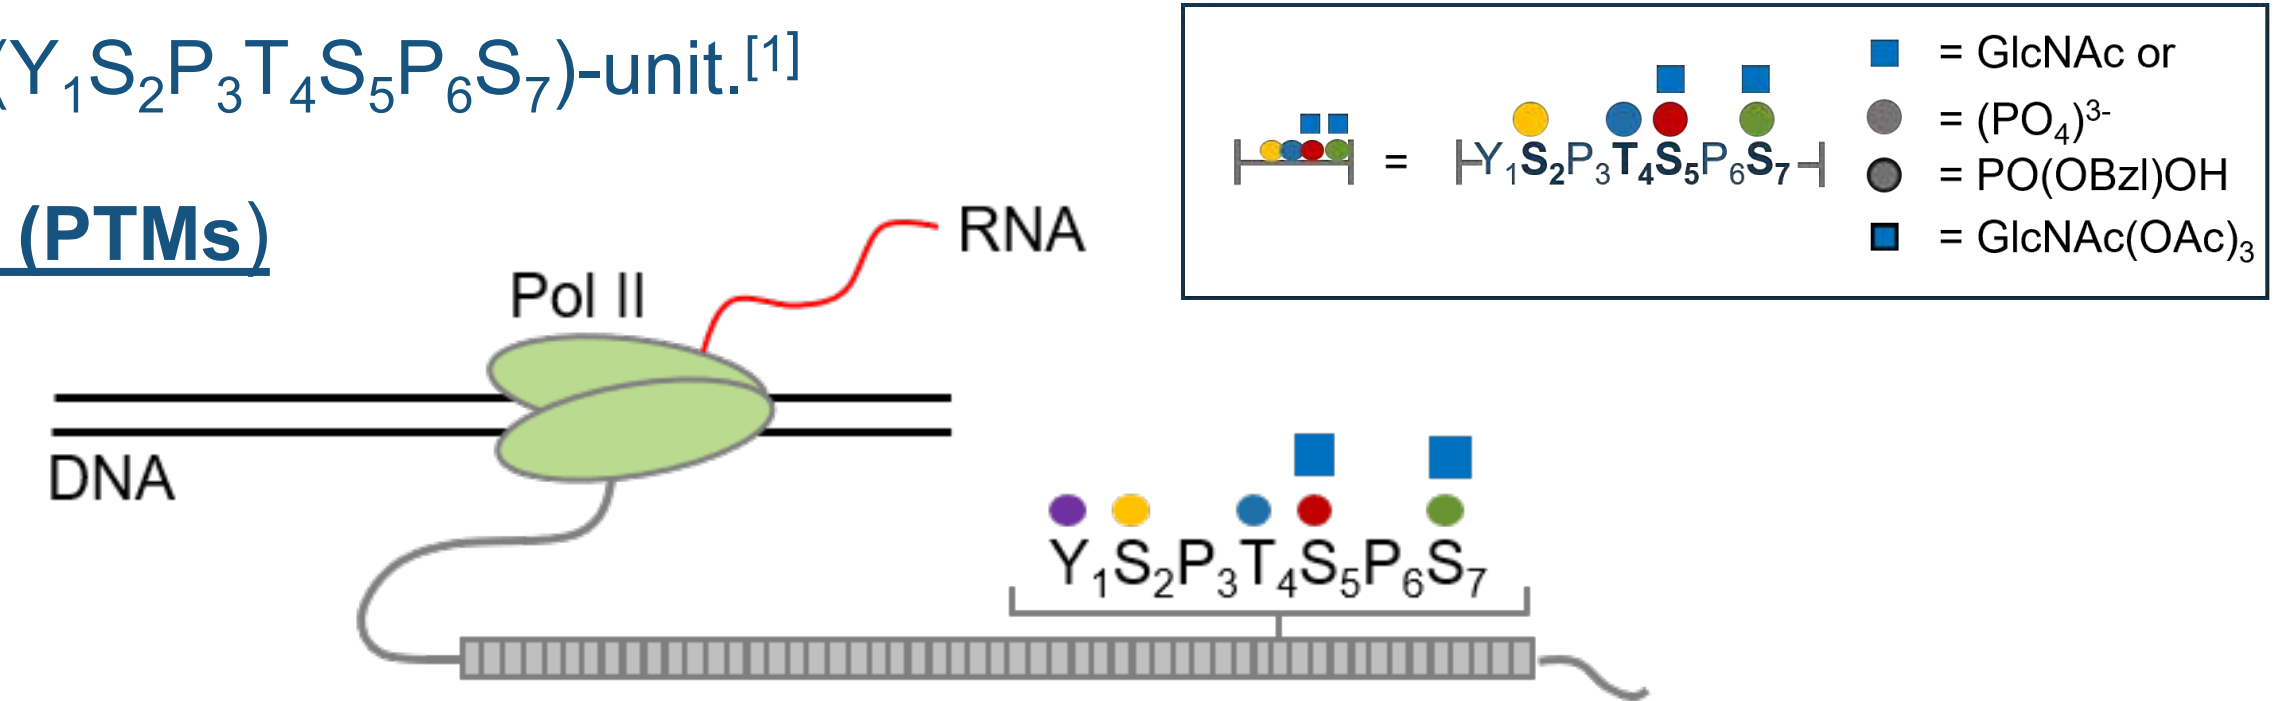 (Y₁S₂P₃T₄S₅P₆S₇)-unit.[1]
(PTMs)
= GlcNAc or
= (PO₄)³⁻
= PO(OBzl)OH
= GlcNAc(OAc)₃
= Y₁S₂P₃T₄S₅P₆S₇
RNA
Pol II
DNA
Y₁S₂P₃T₄S₅P₆S₇